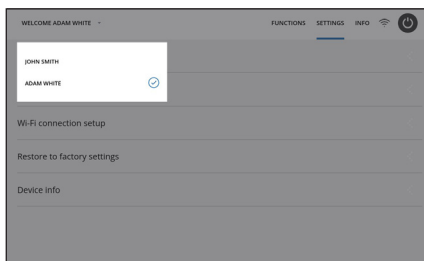 WELCOME ADAM WHITE FUNCTIONS SETTINGS INFO
JOHN SMITH
ADAM WHITE
Wi-Fi connection setup
Restore to factory settings
Device info